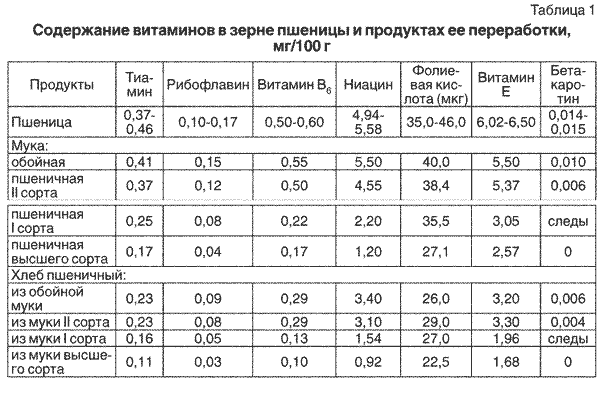 Таблица 1
Содержание витаминов в зерне пшеницы и продуктах ее переработки,
мг/100 г
Продукты Тиа-мин Рибофлавин Витамин B6 Ниацин Фолие-вая кис-лота (мкг) Витамин E Бета-каро-тин
Пшеница 0,37-0,46 0,10-0,17 0,50-0,60 4,94-5,58 35,0-46,0 6,02-6,50 0,014-0,015
Мука:
обойная 0,41 0,15 0,55 5,50 40,0 5,50 0,010
пшеничная II сорта 0,37 0,12 0,50 4,55 38,4 5,37 0,006
пшеничная I сорта 0,25 0,08 0,22 2,20 35,5 3,05 следы
пшеничная высшего сорта 0,17 0,04 0,17 1,20 27,1 2,57 0
Хлеб пшеничный:
из обойной муки 0,23 0,09 0,29 3,40 26,0 3,20 0,006
из муки II сорта 0,23 0,08 0,29 3,10 29,0 3,30 0,004
из муки I сорта 0,16 0,05 0,13 1,54 27,0 1,96 следы
из муки высше-го сорта 0,11 0,03 0,10 0,92 22,5 1,68 0